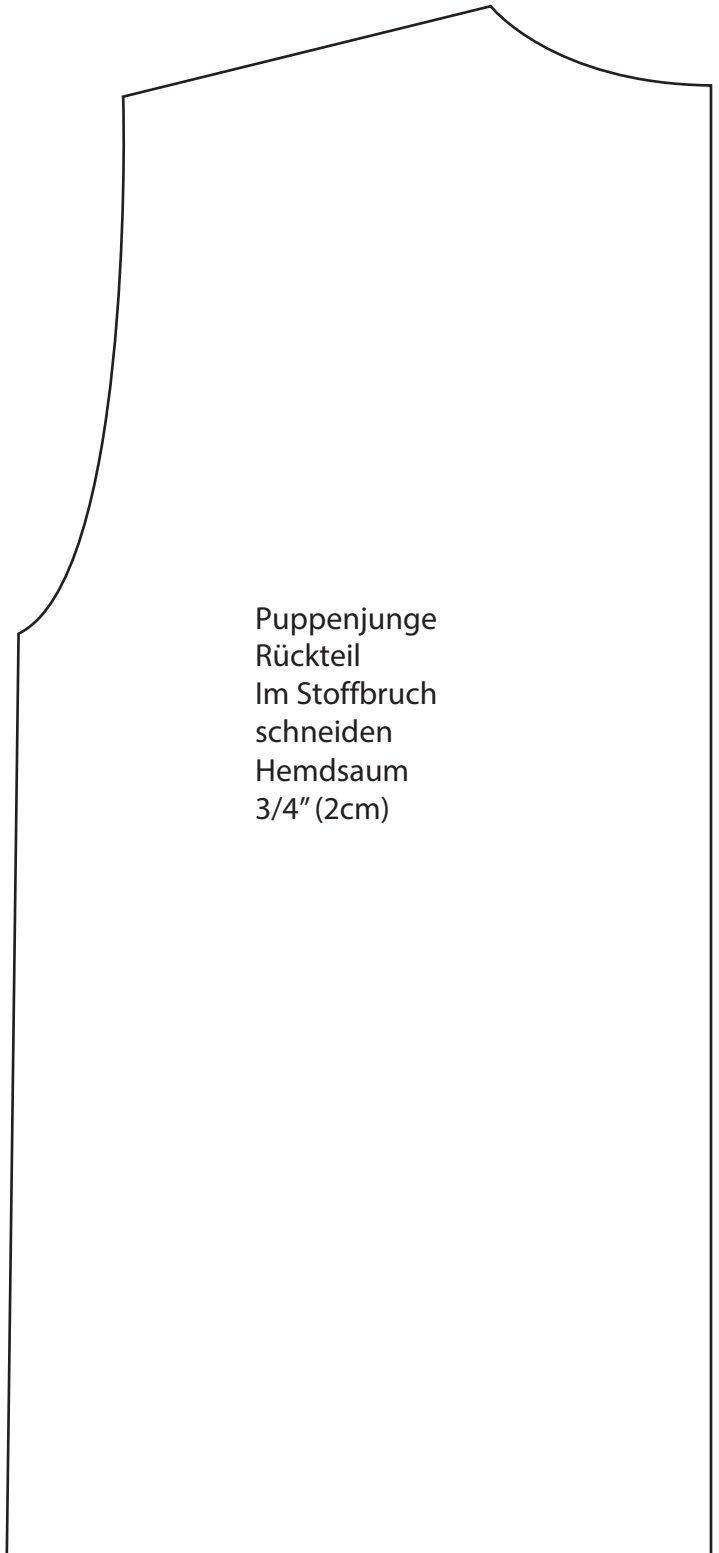 Puppenjunge
Rückteil
Im Stoffbruch
schneiden
Hemdsaum
3/4” (2cm)